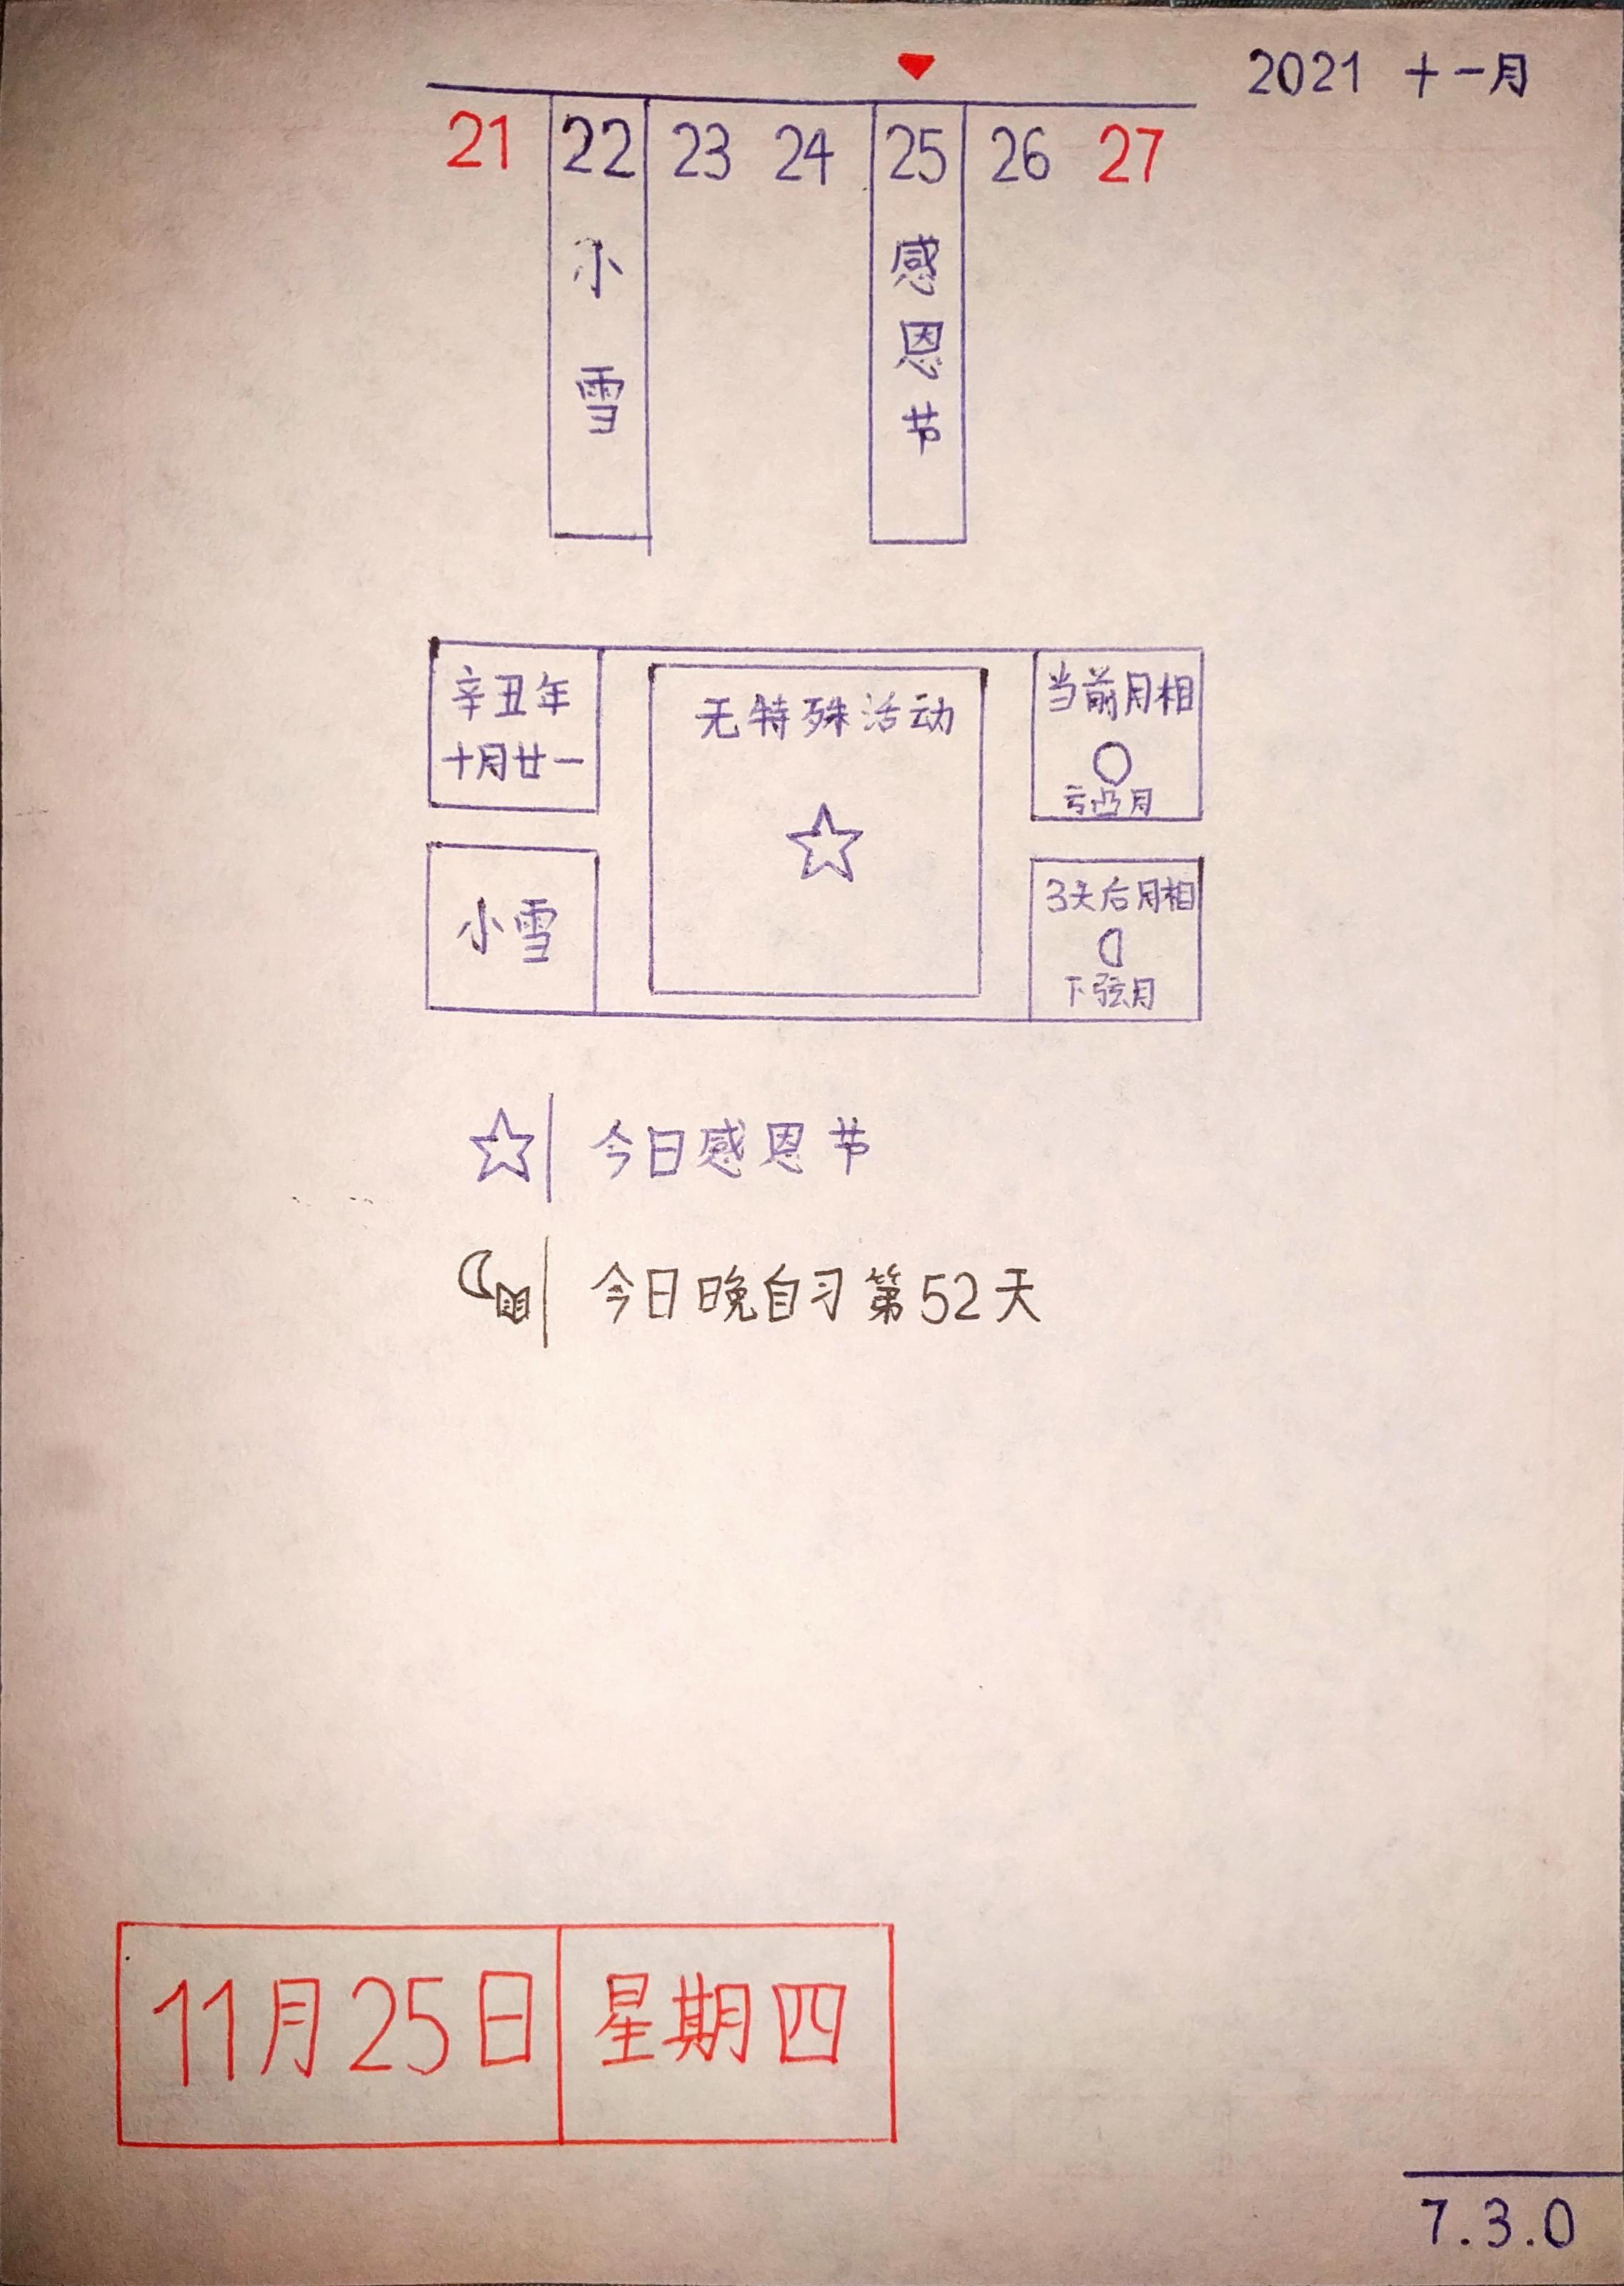 2021 十一月
21 22 23 24 25 26 27
小雪
感恩节
辛丑年
十月廿一
小雪
无特殊活动
当前月相
亏凸月
3天后月相
下弦月
今日感恩节
今日晚自习第52天
11月25日 星期四
7.3.0